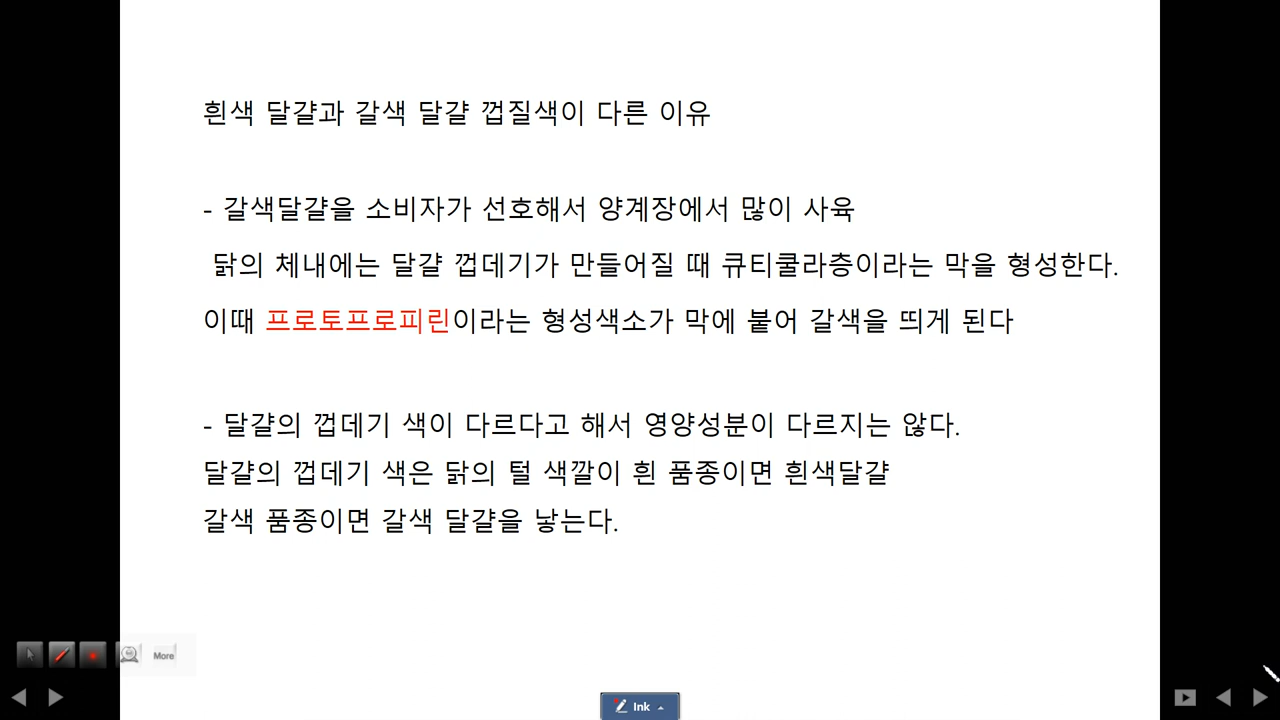 흰색 달걀과 갈색 달걀 껍질색이 다른 이유
- 갈색달걀을 소비자가 선호해서 양계장에서 많이 사육
닭의 체내에는 달걀 껍데기가 만들어질 때 큐티쿨라층이라는 막을 형성한다.
이때 프로토프로피린이라는 형성색소가 막에 붙어 갈색을 띄게 된다
- 달걀의 껍데기 색이 다르다고 해서 영양성분이 다르지는 않다.
달걀의 껍데기 색은 닭의 털 색깔이 흰 품종이면 흰색달걀
갈색 품종이면 갈색 달걀을 낳는다.
More
Ink